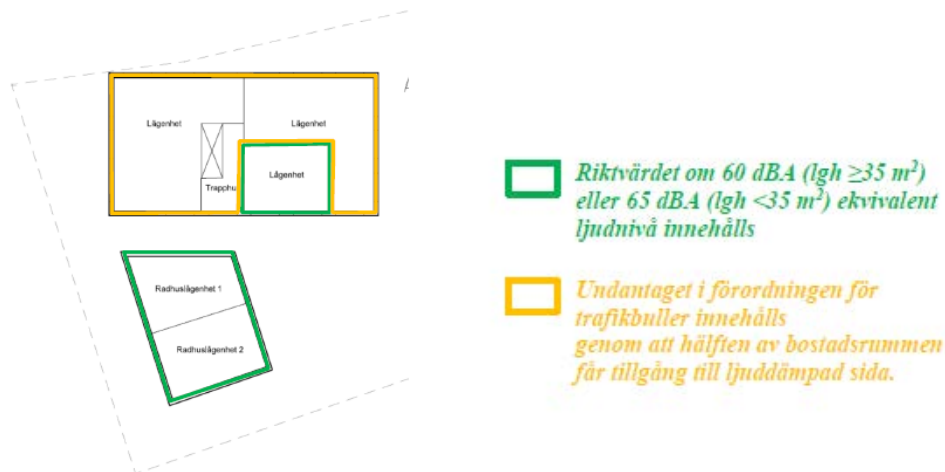 Lägenhet
Lägenhet
Lägenhet
Trapphu
Radhuslägenhet 1
Radhuslägenhet 2
Riktvärdet om 60 dBA (lgh ≥35 m²)
eller 65 dBA (lgh <35 m²) ekvivalent
ljudnivå innehålls
Undantaget i förordningen för
trafikbuller innehålls
genom att hälften av bostadsrummen
får tillgång till ljuddämpad sida.